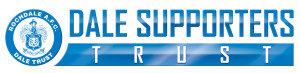 ROCHDALE A.F.C.
DALE TRUST
DALE SUPPORTERS
TRUST